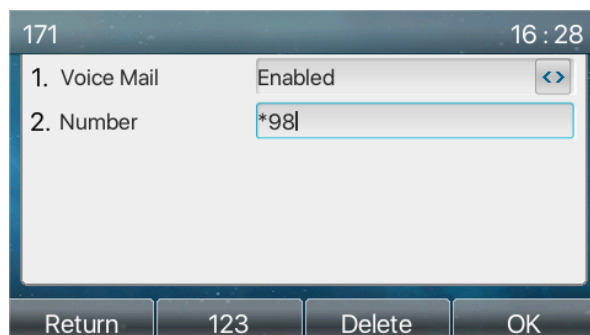 171 16:28
1. Voice Mail Enabled
2. Number *98
Return 123 Delete OK